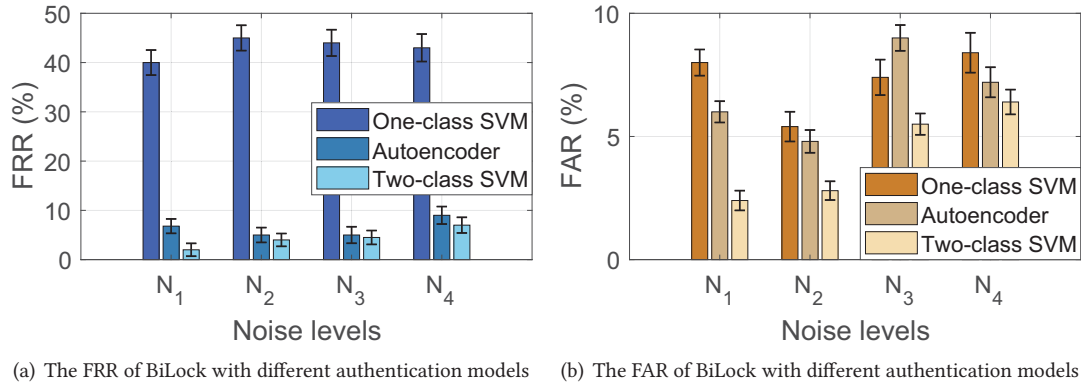 50
40
30
20
10
0
FRR (%)
One-class SVM
Autoencoder
Two-class SVM
N1 N2 N3 N4
Noise levels
(a) The FRR of BiLock with different authentication models
10
5
0
FAR (%)
One-class SVM
Autoencoder
Two-class SVM
N1 N2 N3 N4
Noise levels
(b) The FAR of BiLock with different authentication models